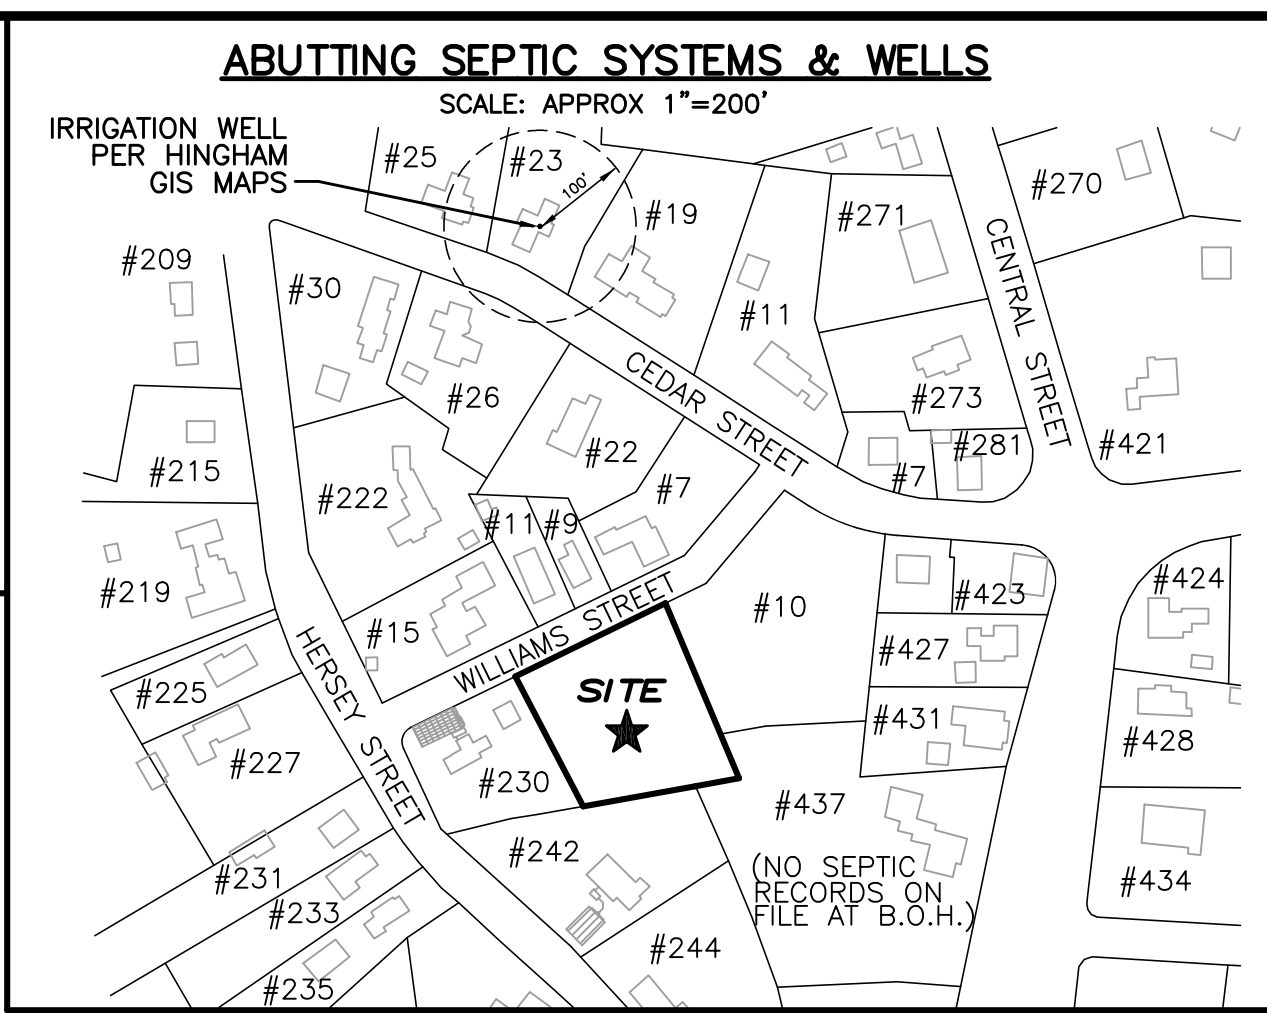 ABUTTING SEPTIC SYSTEMS & WELLS
SCALE: APPROX 1"=200'
IRRIGATION WELL
PER HINGHAM
GIS MAPS
#25
#23
100'
#19
#271
#270
#209
#30
#11
CENTRAL STREET
CEDAR STREET
#26
#273
#22
#281
#421
#215
#222
#7
#7
#11
#9
#219
#424
#423
#10
#15
WILLIAMS STREET
HERSEY STREET
#427
#225
SITE
#431
#428
#227
#230
#437
#242
(NO SEPTIC
RECORDS ON
FILE AT B.O.H.)
#231
#434
#233
#244
#235